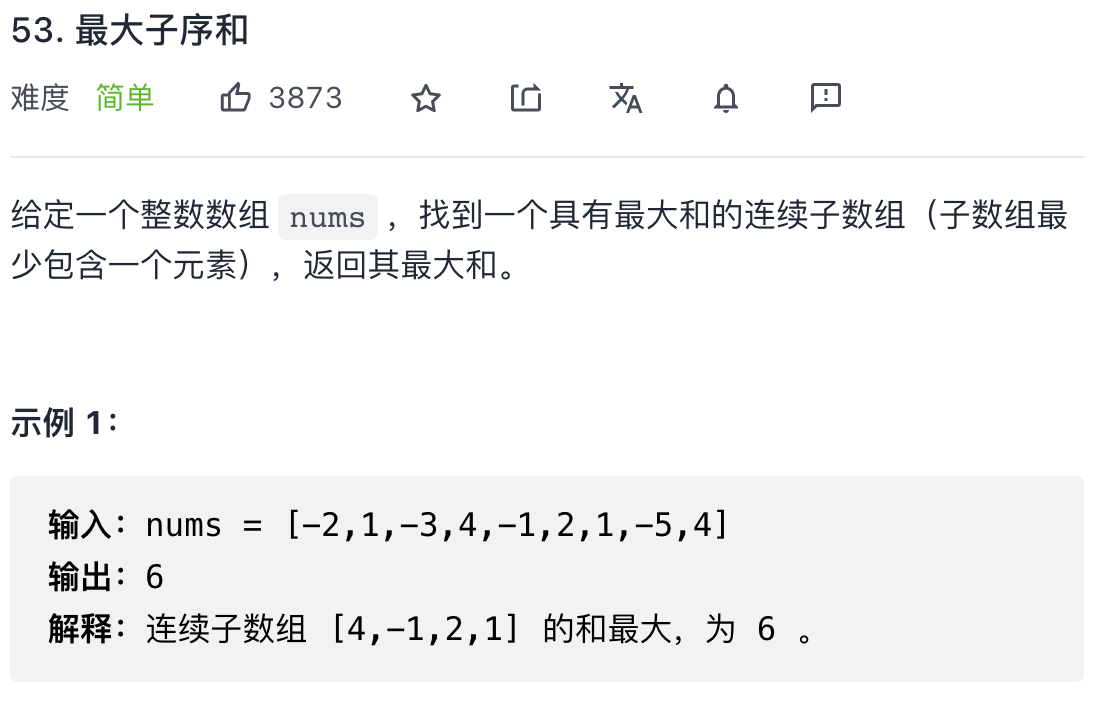 53. 最大子序和
难度 简单 3873
给定一个整数数组 nums ，找到一个具有最大和的连续子数组（子数组最
少包含一个元素），返回其最大和。
示例 1：
输入：nums = [-2,1,-3,4,-1,2,1,-5,4]
输出：6
解释：连续子数组 [4,-1,2,1] 的和最大，为 6 。